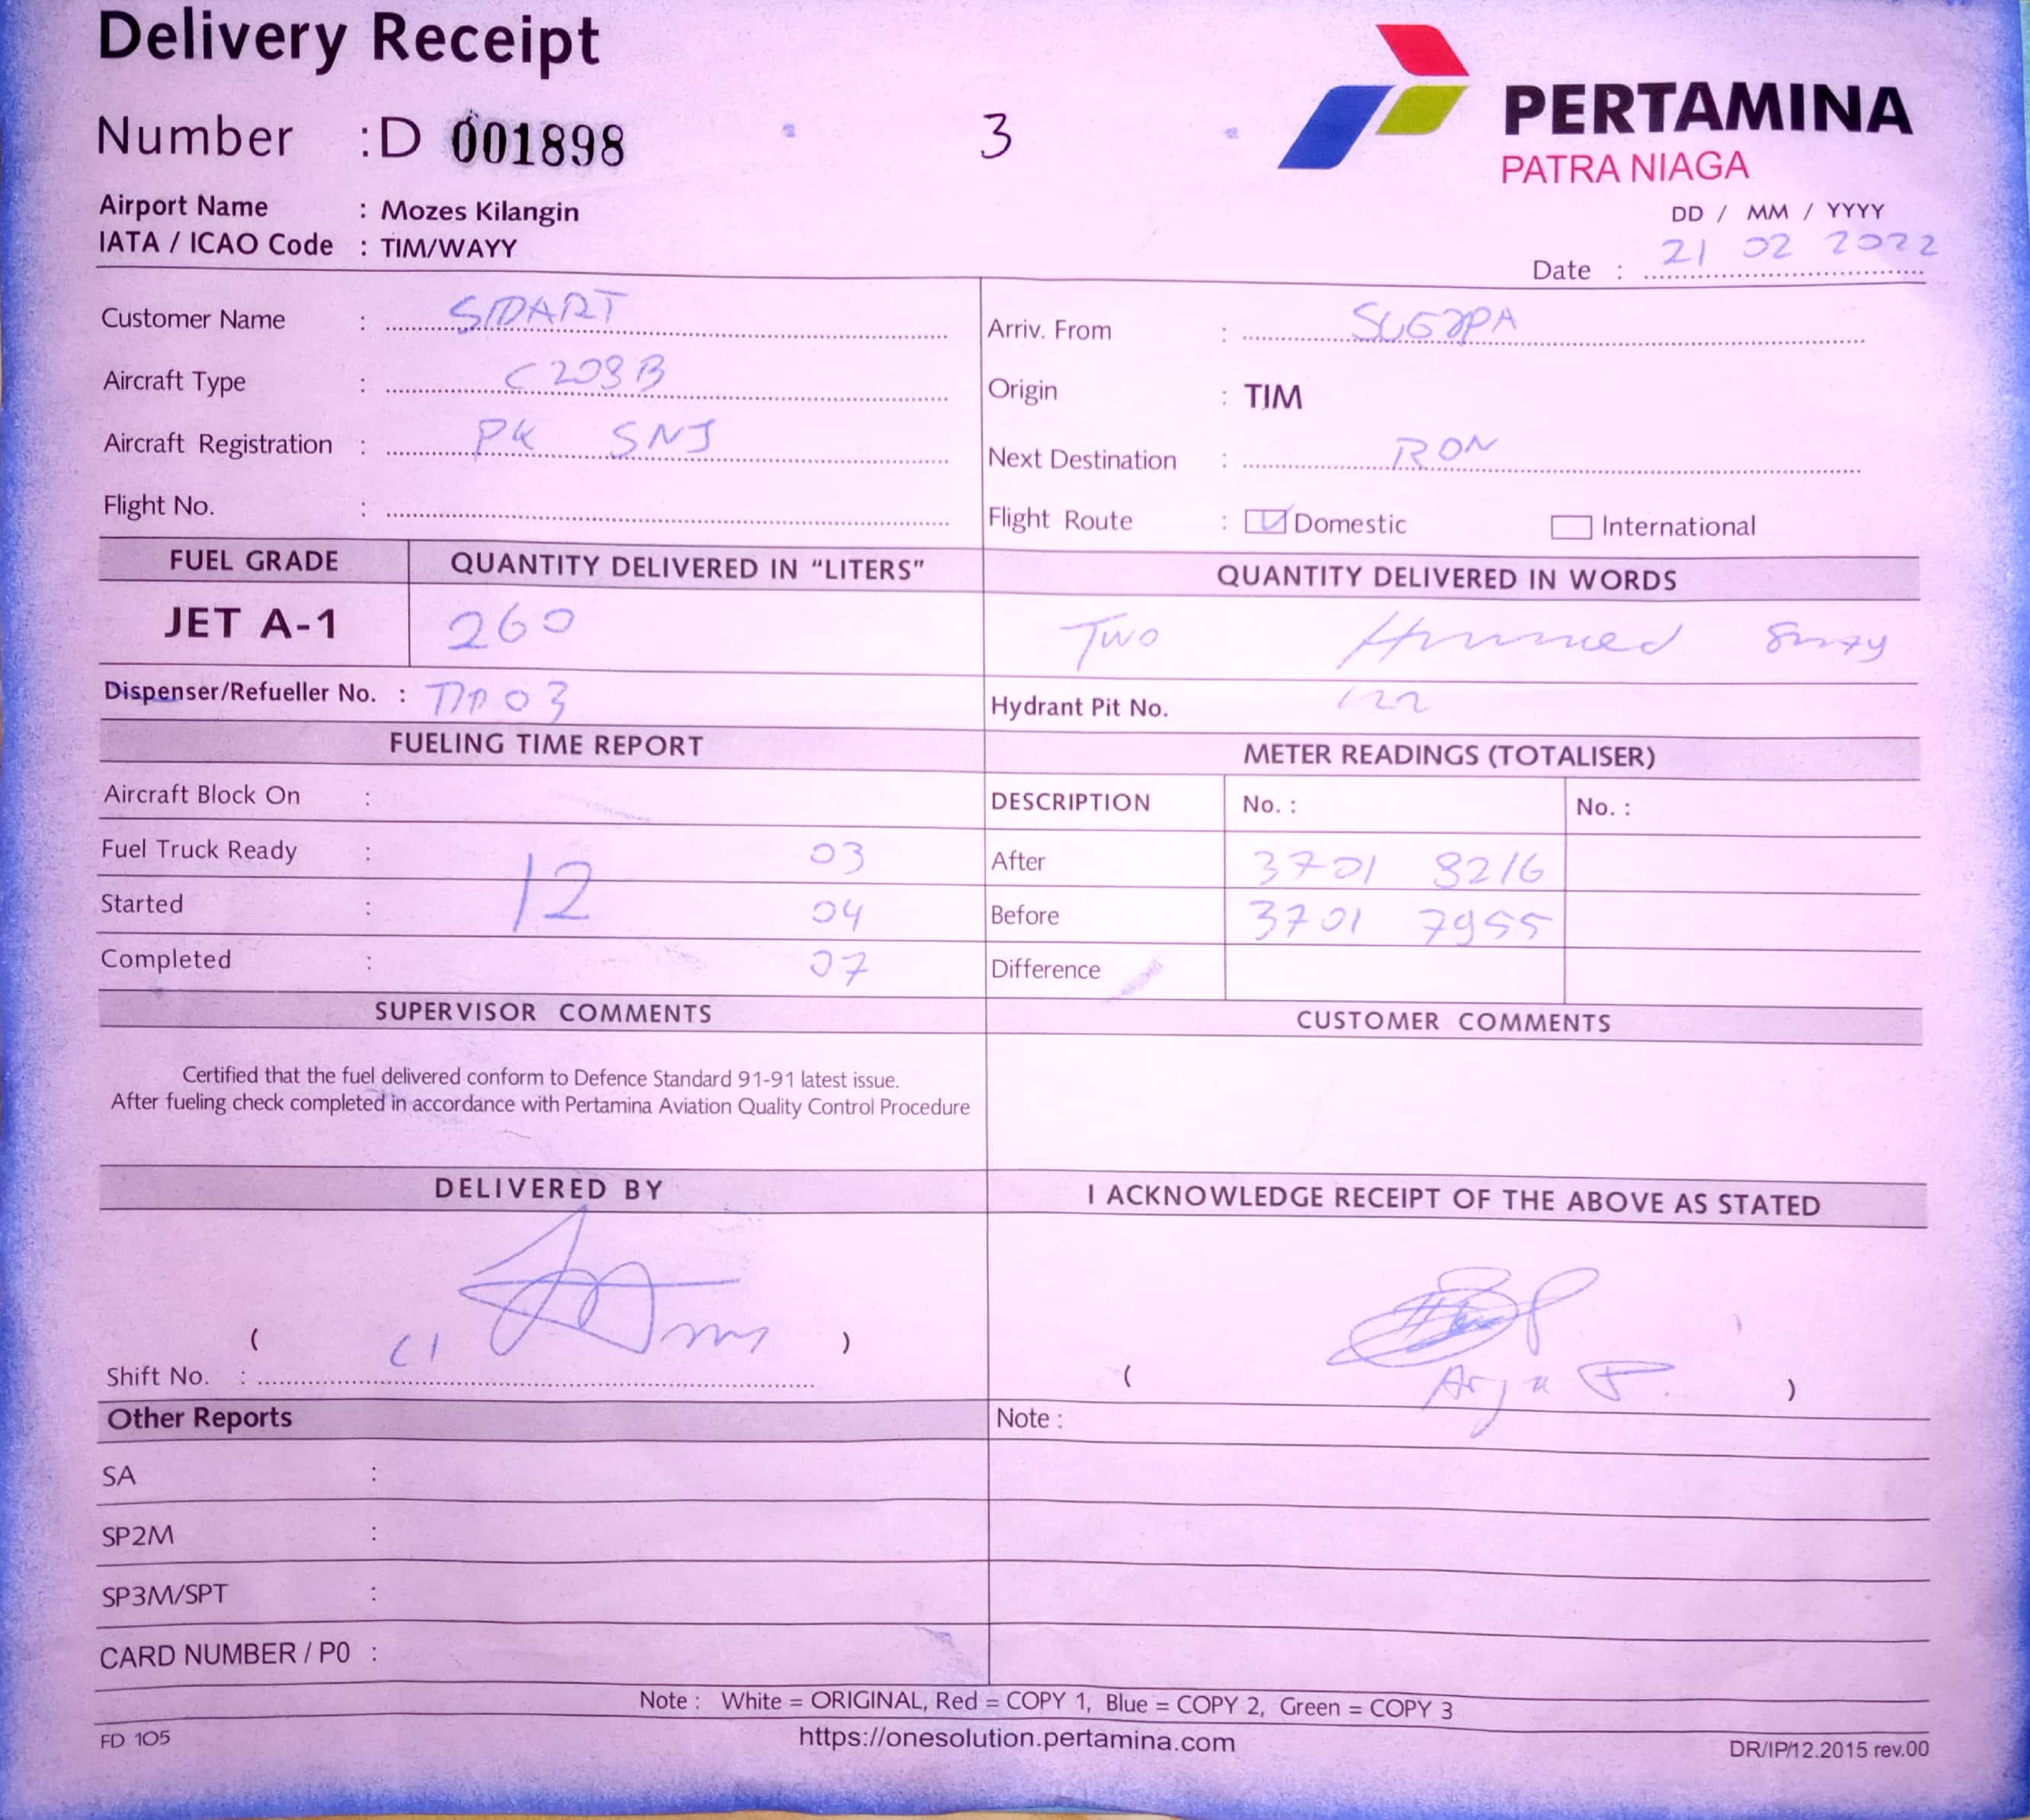 Delivery Receipt
Number : D 001898
3
PERTAMINA
PATRA NIAGA
Airport Name : Mozes Kilangin
IATA / ICAO Code : TIM/WAYY
DD / MM / YYYY
Date : 21 02 2022
Customer Name : SMART
Arriv. From :
Aircraft Type : C208B
Origin : TIM
Aircraft Registration : PK SNJ
Next Destination : RON
Flight No. :
Flight Route : Domestic International
FUEL GRADE QUANTITY DELIVERED IN “LITERS” QUANTITY DELIVERED IN WORDS
JET A-1 260 Two
Dispenser/Refueller No. : 03 Hydrant Pit No.
FUELING TIME REPORT METER READINGS (TOTALISER)
Aircraft Block On :
DESCRIPTION No. : No. :
Fuel Truck Ready : 12 03
After 3701 8216
Started : 04
Before 3701 7955
Completed : 07
Difference
SUPERVISOR COMMENTS CUSTOMER COMMENTS
Certified that the fuel delivered conform to Defence Standard 91-91 latest issue.
After fueling check completed in accordance with Pertamina Aviation Quality Control Procedure
DELIVERED BY I ACKNOWLEDGE RECEIPT OF THE ABOVE AS STATED
( )
Shift No. :
( Arya F. )
Other Reports Note :
SA :
SP2M :
SP3M/SPT :
CARD NUMBER / P0 :
Note : White = ORIGINAL, Red = COPY 1, Blue = COPY 2, Green = COPY 3
FD 105 https://onesolution.pertamina.com DR/IP/12.2015 rev.00